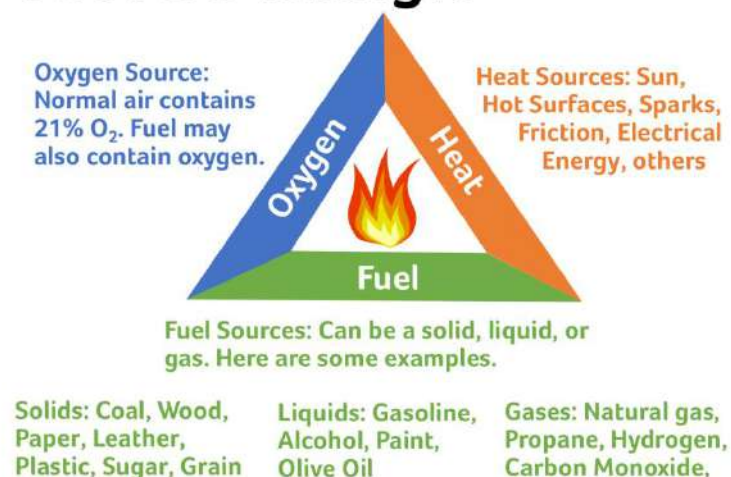 Oxygen Source:
Normal air contains
21% O₂. Fuel may
also contain oxygen.
Heat Sources: Sun,
Hot Surfaces, Sparks,
Friction, Electrical
Energy, others
Oxygen
Heat
Fuel
Fuel Sources: Can be a solid, liquid, or
gas. Here are some examples.
Solids: Coal, Wood,
Paper, Leather,
Plastic, Sugar, Grain
Liquids: Gasoline,
Alcohol, Paint,
Olive Oil
Gases: Natural gas,
Propane, Hydrogen,
Carbon Monoxide,